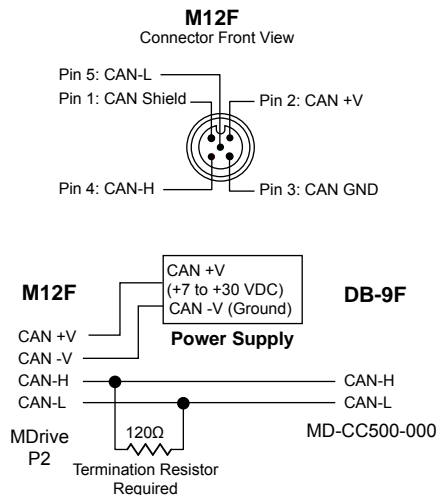 M12F
Connector Front View
Pin 5: CAN-L
Pin 1: CAN Shield
Pin 2: CAN +V
Pin 4: CAN-H
Pin 3: CAN GND
M12F
CAN +V
(+7 to +30 VDC)
CAN -V (Ground)
Power Supply
DB-9F
CAN +V
CAN -V
CAN-H
CAN-L
CAN-H
CAN-L
MDrive
P2
120Ω
Termination Resistor
Required
MD-CC500-000